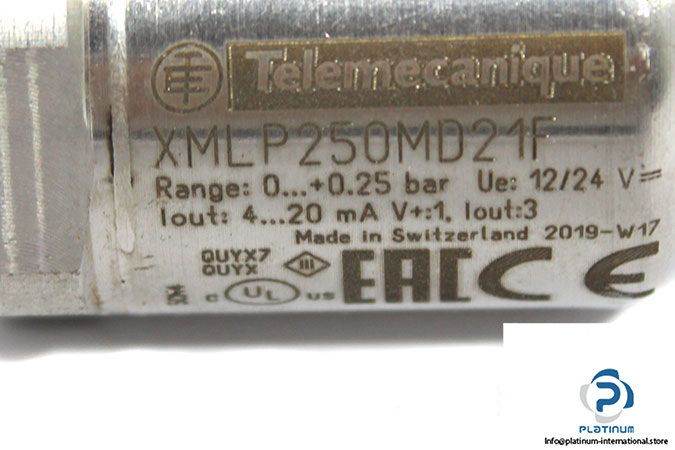 Telemecanique
XMLP250MD21F
Range: 0...+0.25 bar Ue: 12/24 V⎓
Iout: 4...20 mA V+:1, Iout:3
Made in Switzerland 2019-W17
QUYX7
QUYX
c UL us EAC CE
PLATINUM
Info@platinum-international.store